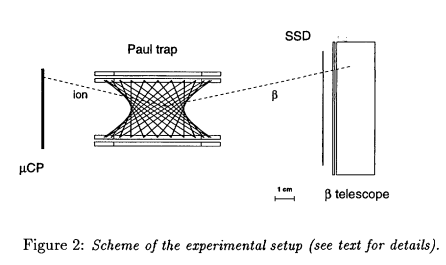 SSD
Paul trap
ion
β
μCP
1 cm
β telescope
Figure 2: Scheme of the experimental setup (see text for details).